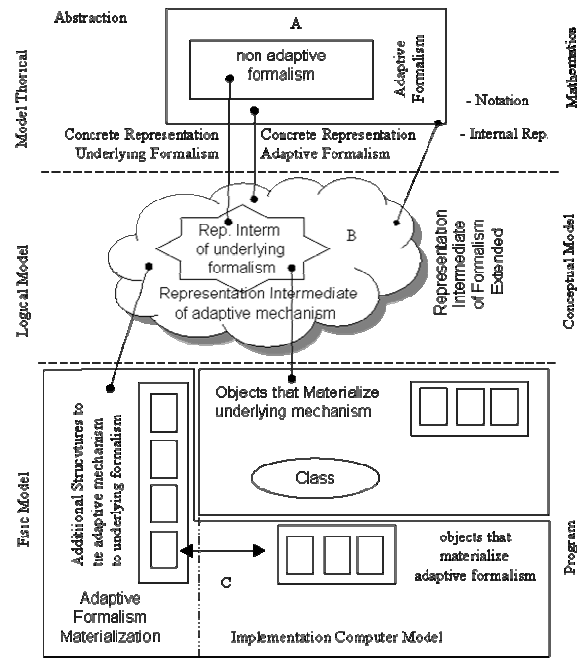 Abstraction
A
non adaptive
formalism
Adaptive
Formalism
Model Thorical
Mathematics
- Notation
- Internal Rep.
Concrete Representation
Underlying Formalism
Concrete Representation
Adaptive Formalism
Rep. Interm
of underlying
formalism
B
Representation Intermediate
of adaptive mechanism
Representation
Intermediate
of Formalism
Extended
Logical Model
Conceptual Model
Objects that Materialize
underlying mechanism
Class
Additional Strucvtures to
tie adaptive mechanism
to underlying formalism
Fisic Model
Program
objects that
materialize
adaptive formalism
C
Adaptive
Formalism
Materialization
Implementation Computer Model